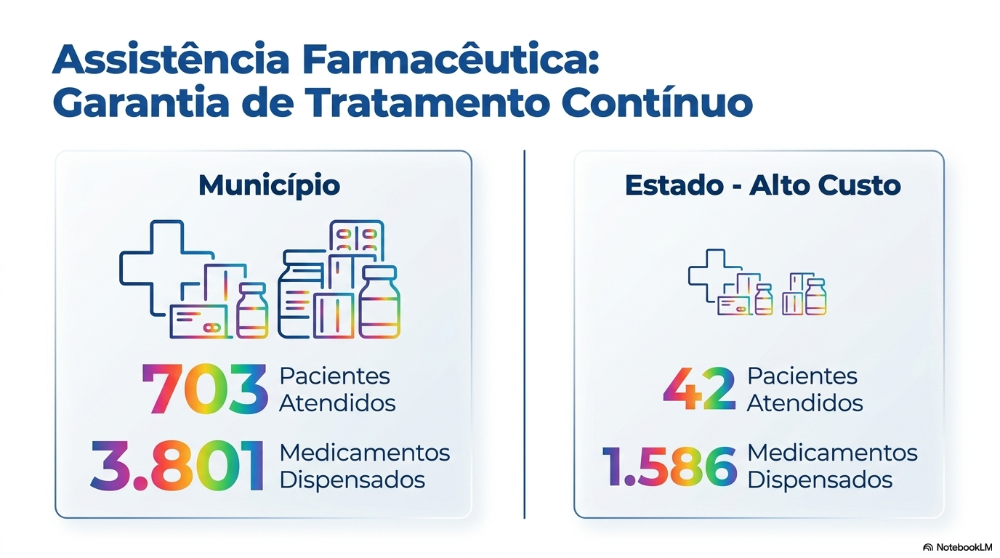 Assistência Farmacêutica:
Garantia de Tratamento Contínuo
Município
703 Pacientes
Atendidos
3.801 Medicamentos
Dispensados
Estado - Alto Custo
42 Pacientes
Atendidos
1.586 Medicamentos
Dispensados
NotebookLM